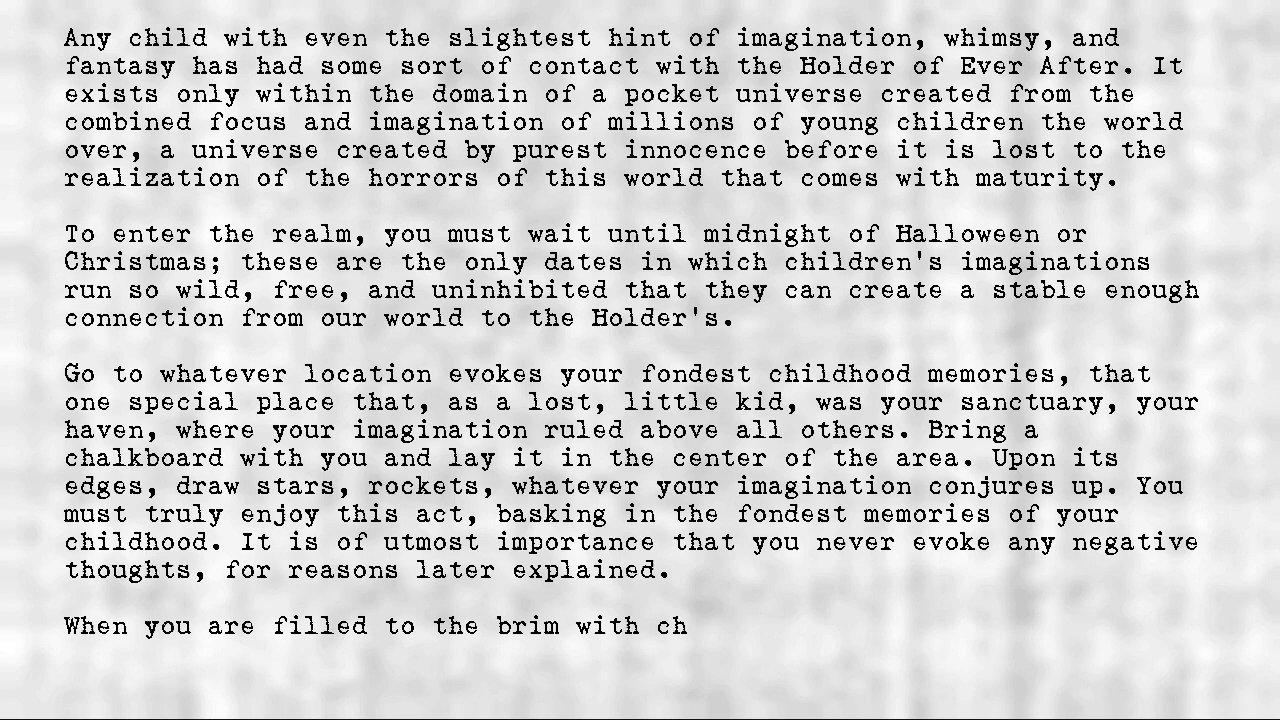 Any child with even the slightest hint of imagination, whimsy, and
fantasy has had some sort of contact with the Holder of Ever After. It
exists only within the domain of a pocket universe created from the
combined focus and imagination of millions of young children the world
over, a universe created by purest innocence before it is lost to the
realization of the horrors of this world that comes with maturity.

To enter the realm, you must wait until midnight of Halloween or
Christmas; these are the only dates in which children's imaginations
run so wild, free, and uninhibited that they can create a stable enough
connection from our world to the Holder's.

Go to whatever location evokes your fondest childhood memories, that
one special place that, as a lost, little kid, was your sanctuary, your
haven, where your imagination ruled above all others. Bring a
chalkboard with you and lay it in the center of the area. Upon its
edges, draw stars, rockets, whatever your imagination conjures up. You
must truly enjoy this act, basking in the fondest memories of your
childhood. It is of utmost importance that you never evoke any negative
thoughts, for reasons later explained.

When you are filled to the brim with ch